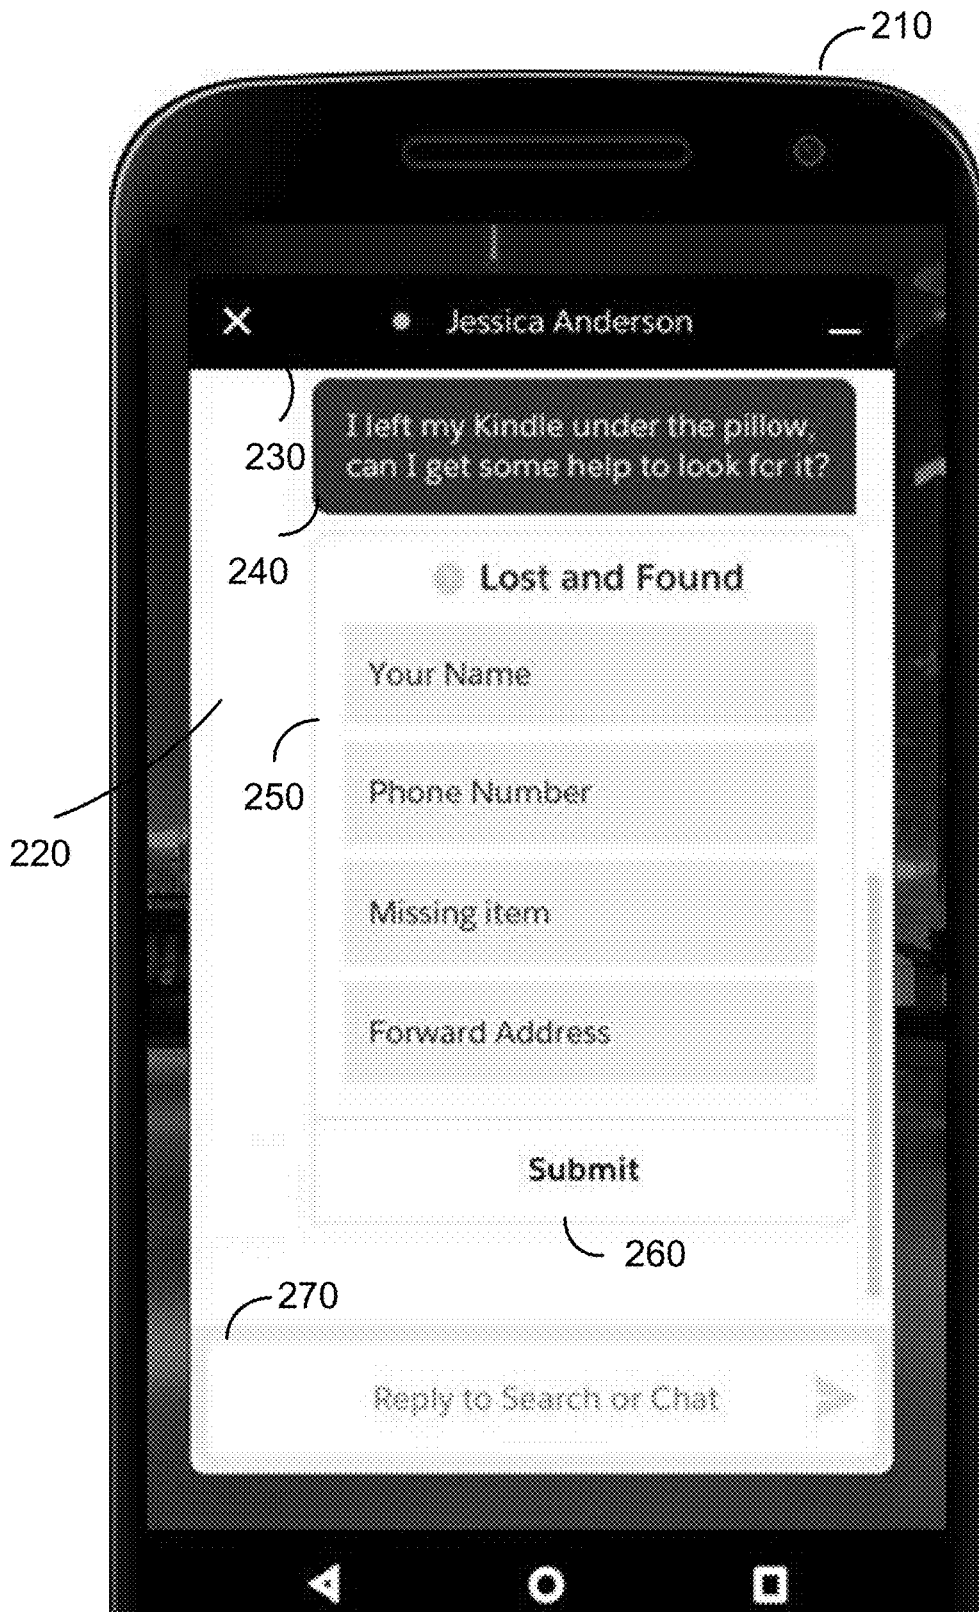 210
Jessica Anderson
230
I left my Kindle under the pillow,
can I get some help to look for it?
240
Lost and Found
Your Name
250
Phone Number
220
Missing item
Forward Address
Submit
260
270
Reply to Search or Chat